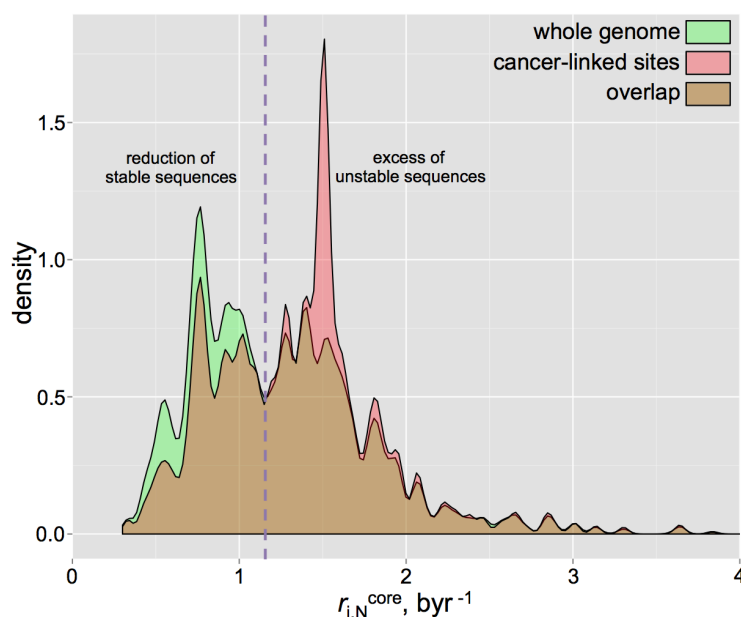 whole genome
cancer-linked sites
overlap
reduction of
stable sequences
excess of
unstable sequences
density
1.5
1.0
0.5
0.0
0 1 2 3 4
r i,N core, byr -1